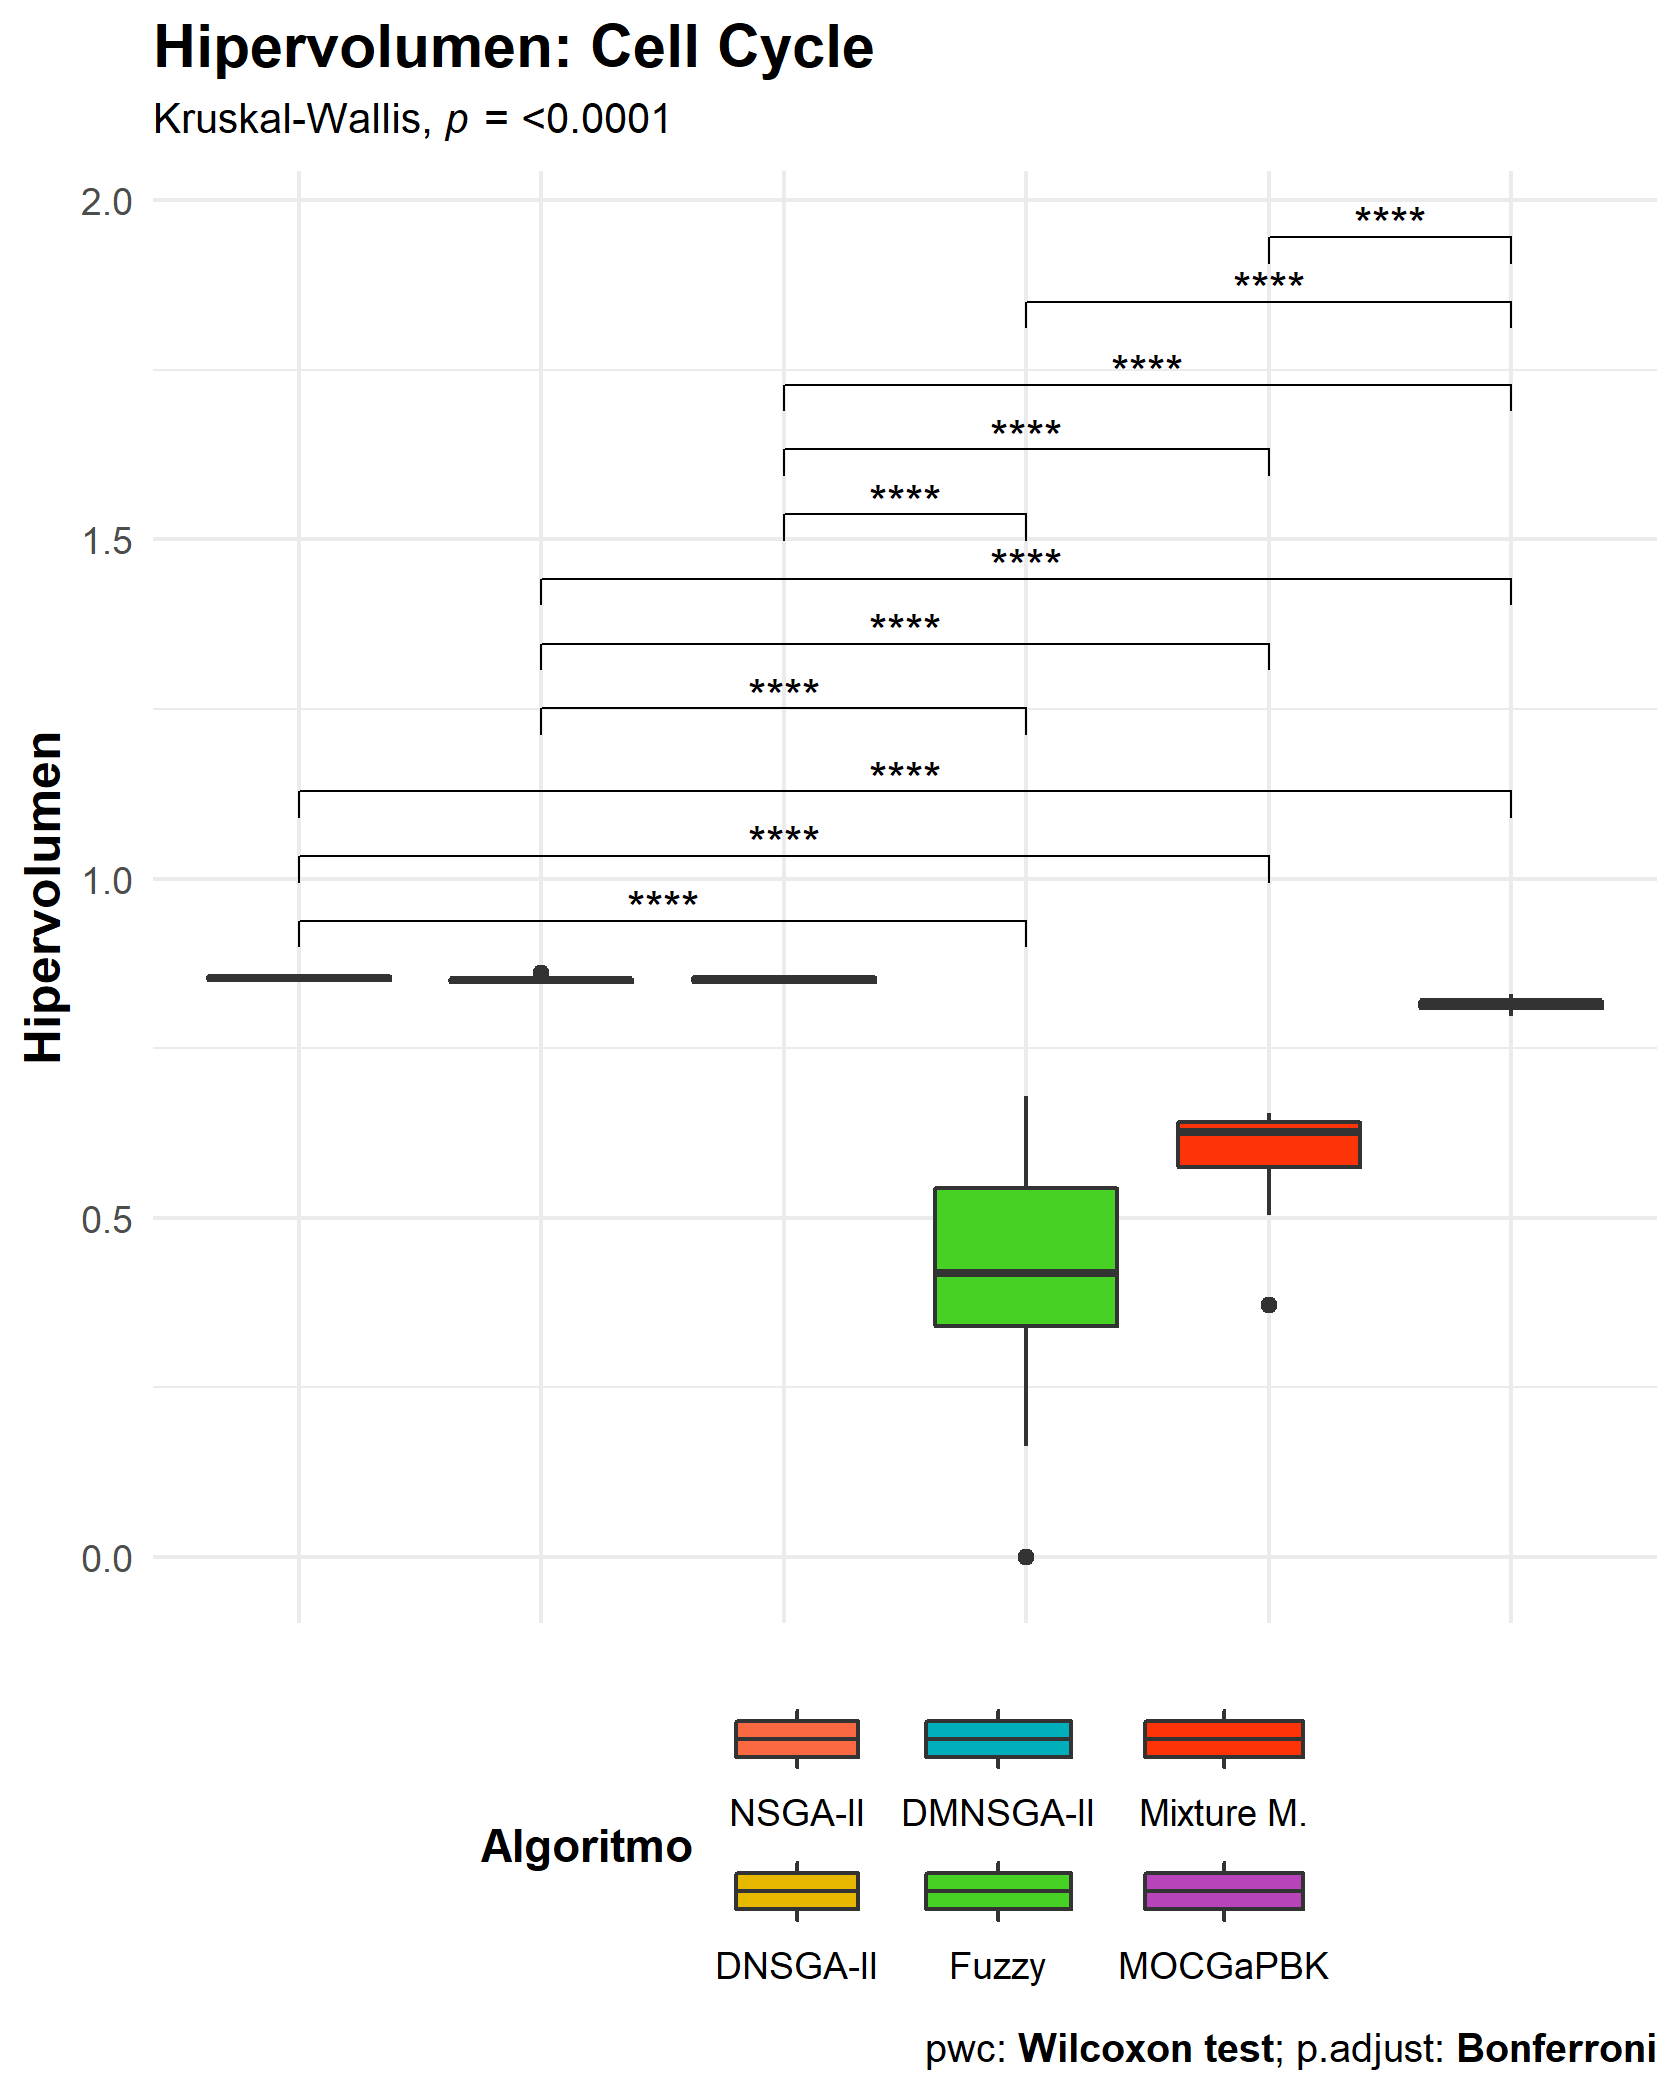 Hipervolumen: Cell Cycle
Kruskal-Wallis, p = <0.0001
2.0
1.5
1.0
0.5
0.0
Hipervolumen
****
****
****
****
****
****
****
****
****
****
****
Algoritmo
NSGA-II DMNSGA-II Mixture M.
DNSGA-II Fuzzy MOCGaPBK
pwc: Wilcoxon test; p.adjust: Bonferroni